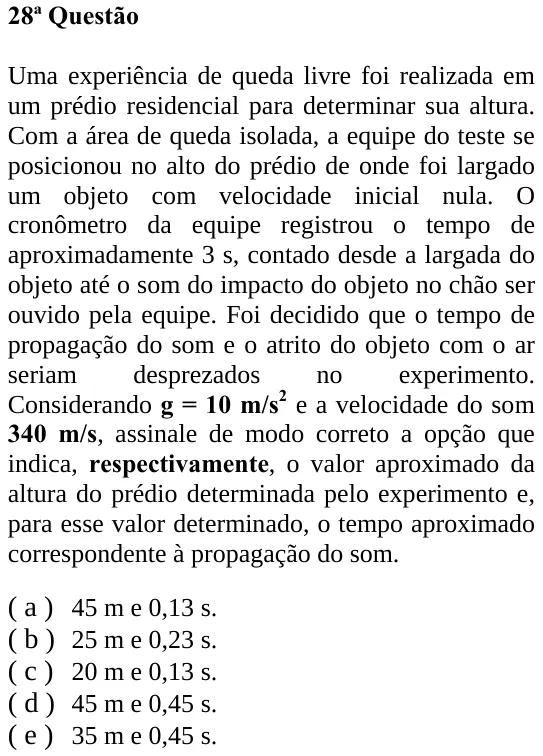 28ª Questão
Uma experiência de queda livre foi realizada em
um prédio residencial para determinar sua altura.
Com a área de queda isolada, a equipe do teste se
posicionou no alto do prédio de onde foi largado
um objeto com velocidade inicial nula. O
cronômetro da equipe registrou o tempo de
aproximadamente 3 s, contado desde a largada do
objeto até o som do impacto do objeto no chão ser
ouvido pela equipe. Foi decidido que o tempo de
propagação do som e o atrito do objeto com o ar
seriam desprezados no experimento.
Considerando g = 10 m/s² e a velocidade do som
340 m/s, assinale de modo correto a opção que
indica, respectivamente, o valor aproximado da
altura do prédio determinada pelo experimento e,
para esse valor determinado, o tempo aproximado
correspondente à propagação do som.
( a ) 45 m e 0,13 s.
( b ) 25 m e 0,23 s.
( c ) 20 m e 0,13 s.
( d ) 45 m e 0,45 s.
( e ) 35 m e 0,45 s.